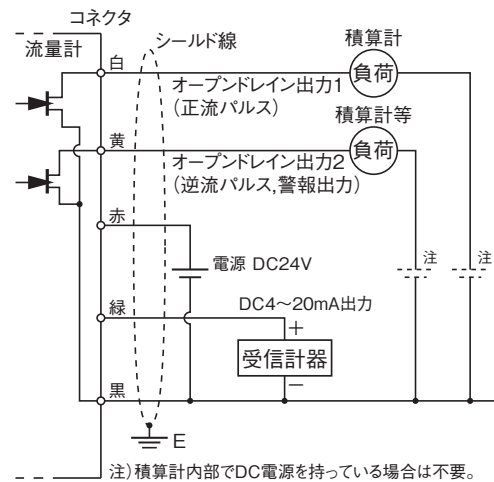 コネクタ
流量計
シールド線
積算計
白
負荷
オープンドレイン出力1
(正流パルス)
積算計等
黄
負荷
オープンドレイン出力2
(逆流パルス,警報出力)
赤
注
注
電源 DC24V
緑
DC4〜20mA出力
+
受信計器
−
黒
E
注)積算計内部でDC電源を持っている場合は不要。